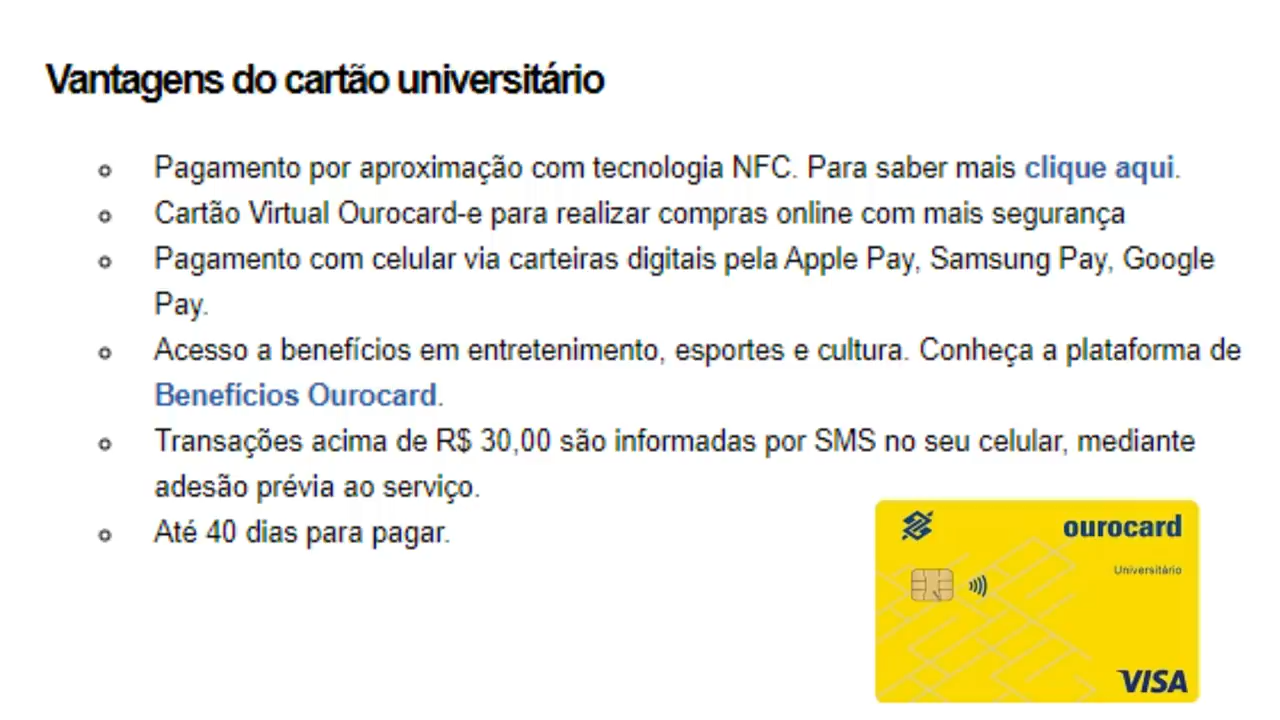 Vantagens do cartão universitário
Pagamento por aproximação com tecnologia NFC. Para saber mais clique aqui.
Cartão Virtual Ourocard-e para realizar compras online com mais segurança
Pagamento com celular via carteiras digitais pela Apple Pay, Samsung Pay, Google
Pay.
Acesso a benefícios em entretenimento, esportes e cultura. Conheça a plataforma de
Benefícios Ourocard.
Transações acima de R$ 30,00 são informadas por SMS no seu celular, mediante
adesão prévia ao serviço.
Até 40 dias para pagar.
ourocard
Universitário
VISA